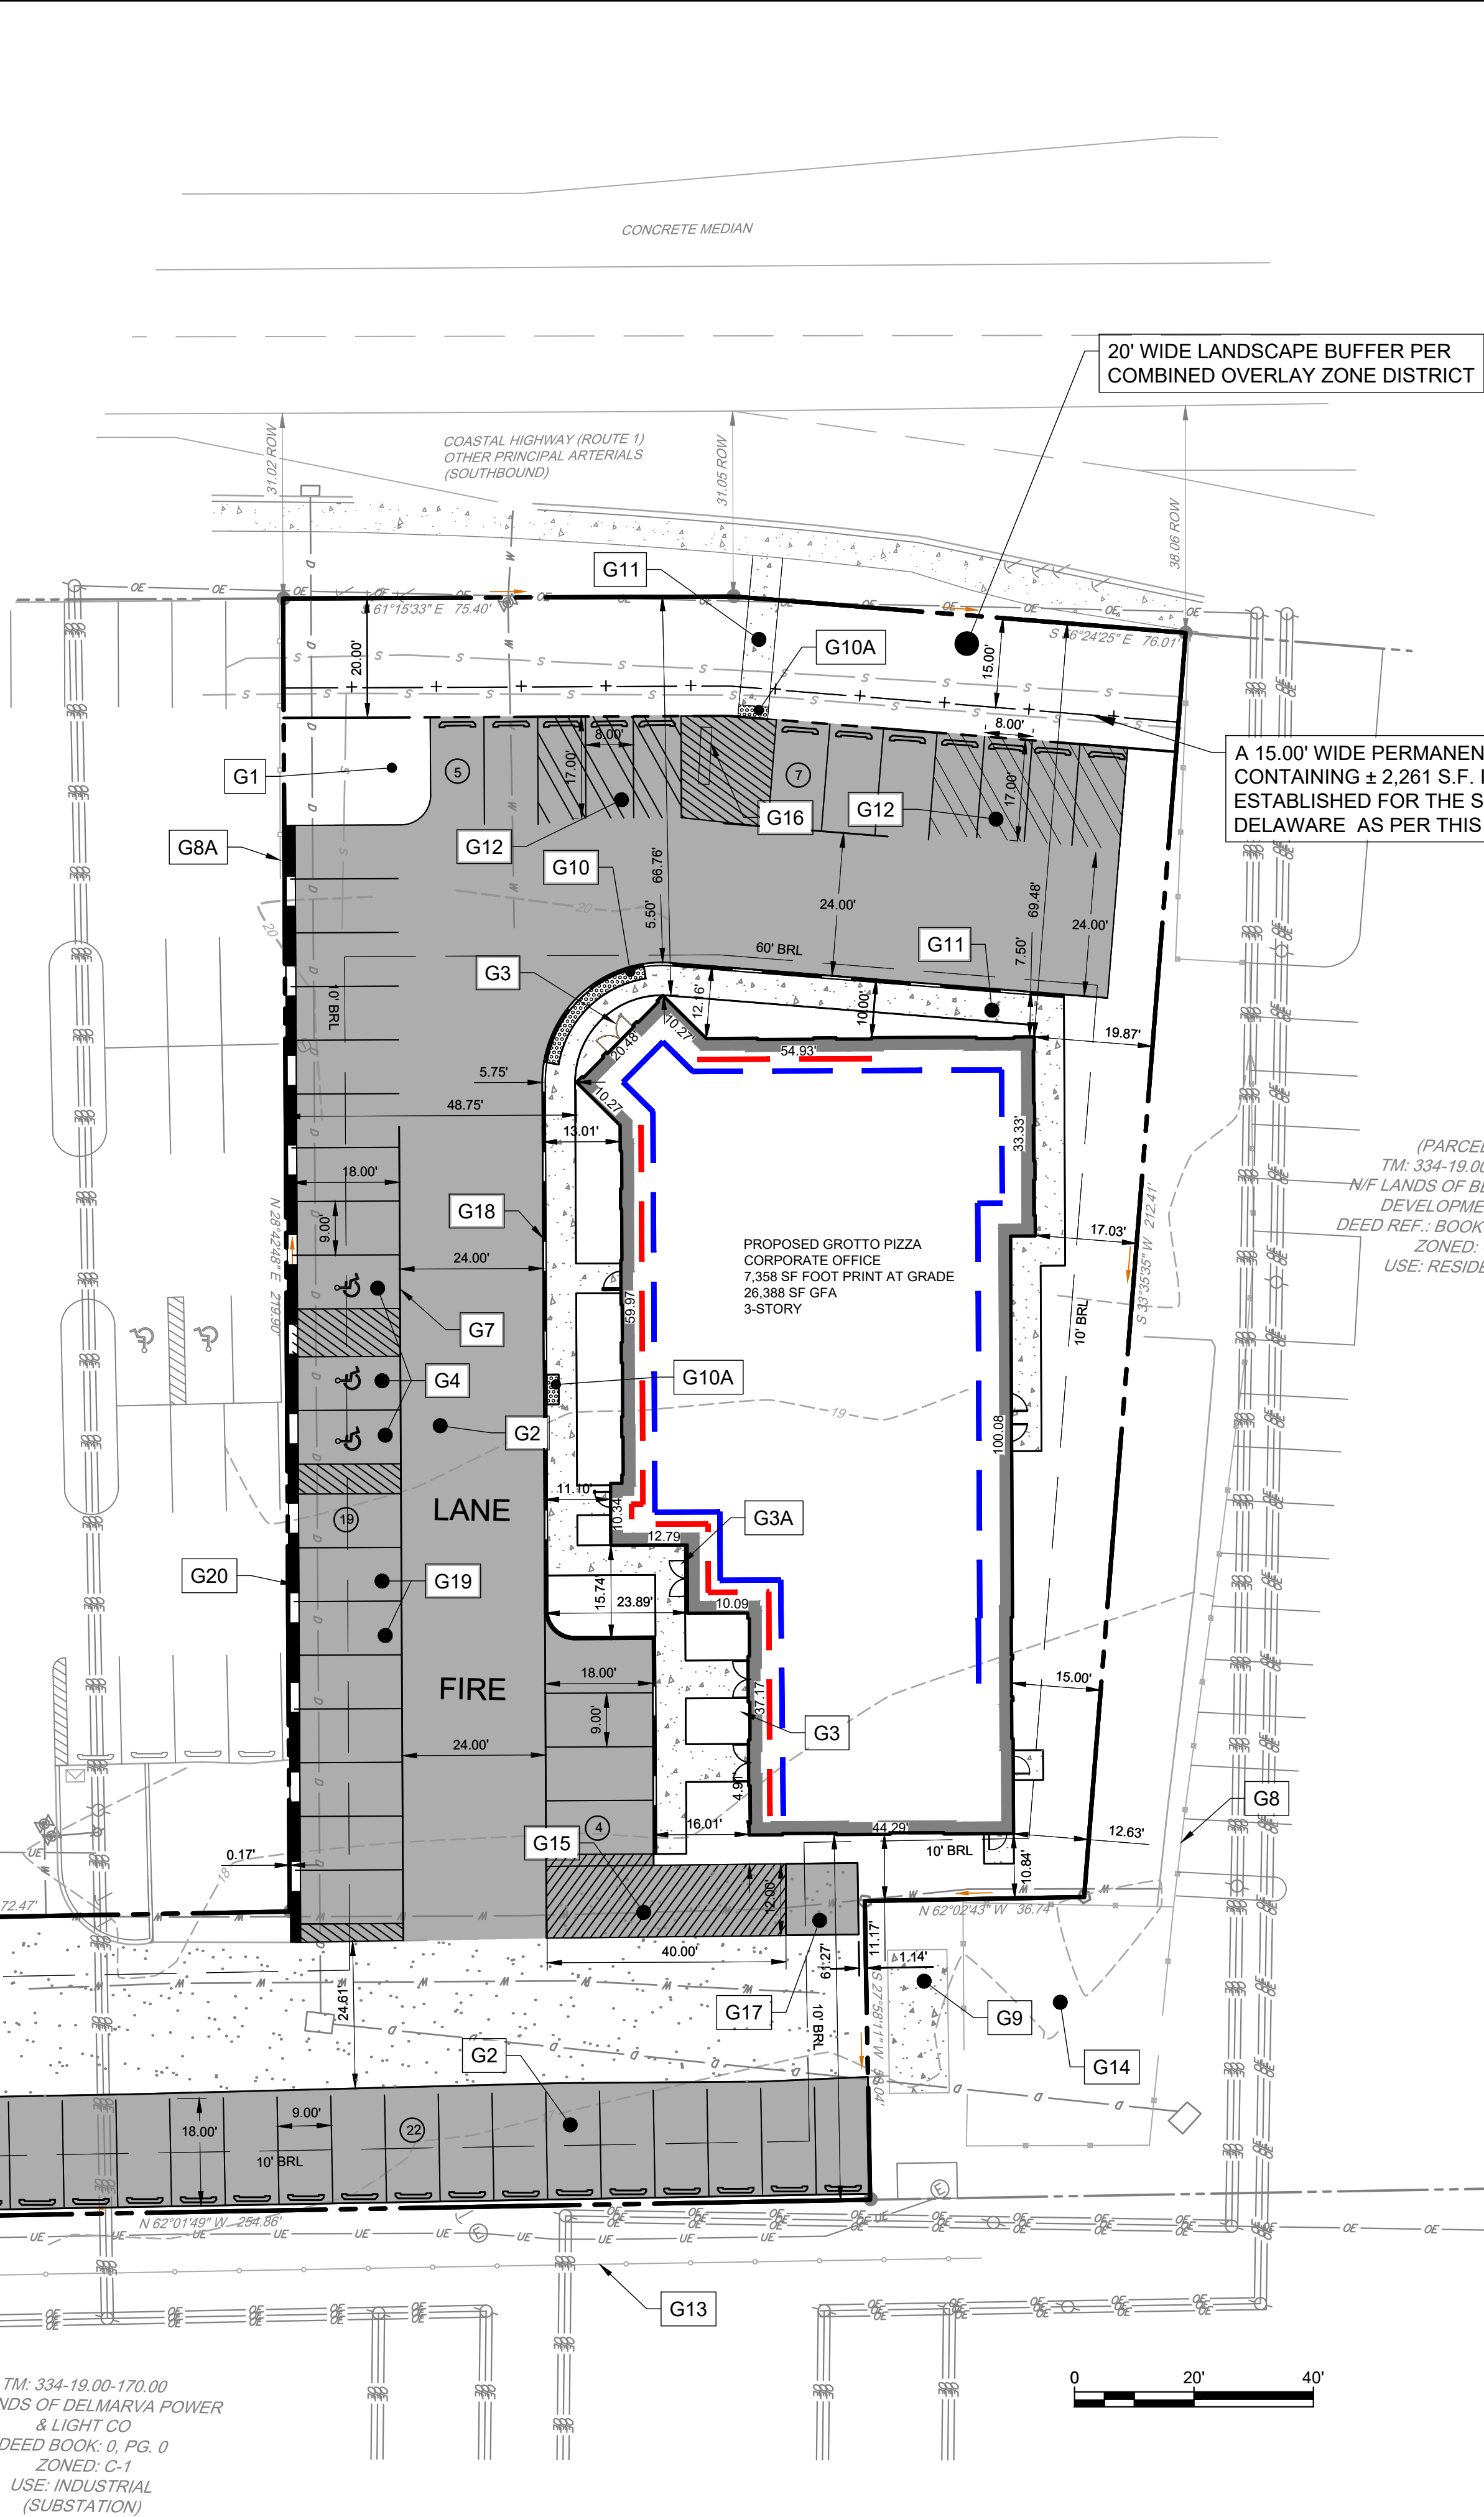 CONCRETE MEDIAN
20' WIDE LANDSCAPE BUFFER PER
COMBINED OVERLAY ZONE DISTRICT
COASTAL HIGHWAY (ROUTE 1)
OTHER PRINCIPAL ARTERIALS
(SOUTHBOUND)
31.02 ROW
31.05 ROW
38.06 ROW
G11
G10A
S 61°15'33" E 75.40'
20.00'
15.00'
8.00'
8.00'
G1
5
17.00'
7
17.00'
A 15.00' WIDE PERMANEN
CONTAINING ± 2,261 S.F.
ESTABLISHED FOR THE S
DELAWARE AS PER THIS
G12
G16
G12
G8A
G10
66.76'
5.50'
24.00'
69.48'
7.50'
24.00'
20
20
60' BRL
G11
G3
10' BRL
12.16'
10.00'
19.87'
20.48'
10.27'
54.93'
5.75'
48.75'
10.27
13.01'
33.33'
18.00'
9.00'
G18
24.00'
N 28°42'48" E 279.90'
17.03'
S 33°35'35" W 212.41'
(PARCEL
TM: 334-19.00
N/F LANDS OF BE
DEVELOPME
DEED REF.: BOOK
ZONED:
USE: RESIDE
PROPOSED GROTTO PIZZA
CORPORATE OFFICE
7,358 SF FOOT PRINT AT GRADE
26,388 SF GFA
3-STORY
59.97
10' BRL
G7
G4
G10A
G2
19
100.08
LANE
19
11.10'
10.34
12.79
G3A
G20
G19
15.74'
23.89'
10.09
FIRE
18.00'
9.00'
37.17
15.00'
G3
24.00'
4.91'
G8
4
16.01'
44.29'
G15
10' BRL
12.63'
10.84'
0.17'
18
72.47'
12.00'
N 62°02'43" W 36.74'
40.00'
11.17'
61.27'
1.14'
24.61'
G17
10' BRL
G9
G2
G14
18.00'
9.00'
22
10' BRL
N 62°01'49" W 254.86'
G13
TM: 334-19.00-170.00
NDS OF DELMARVA POWER
& LIGHT CO
DEED BOOK: 0, PG. 0
ZONED: C-1
USE: INDUSTRIAL
(SUBSTATION)
0 20' 40'